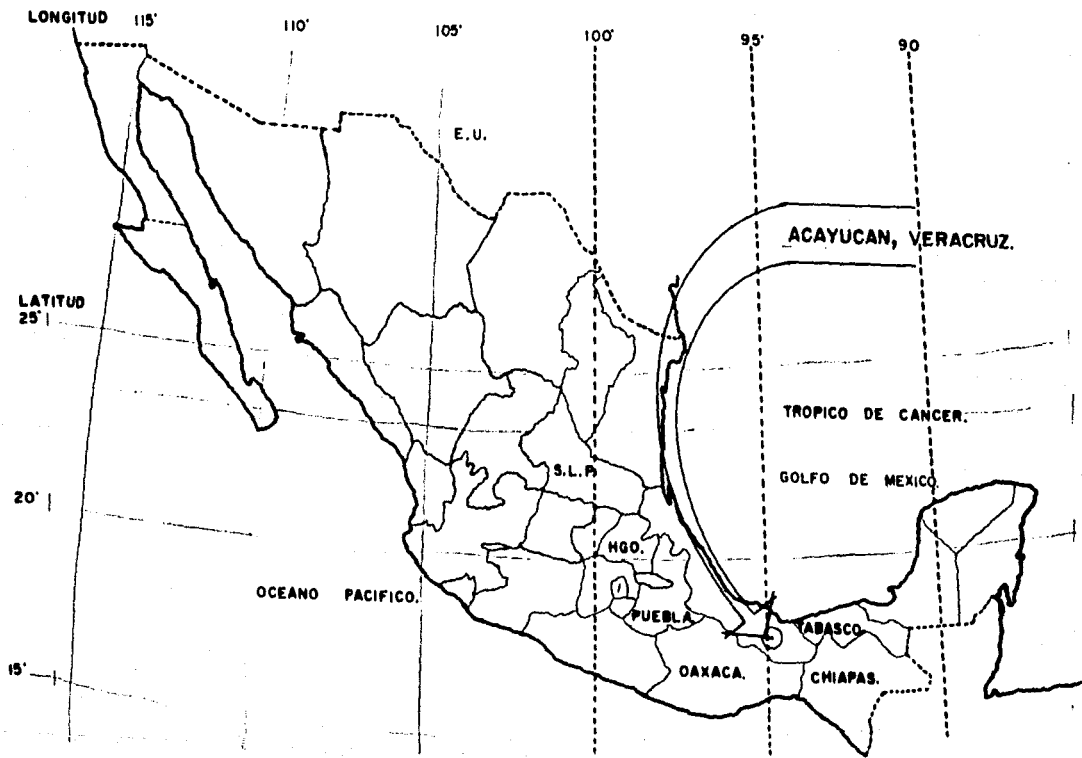 LONGITUD 115' 110' 105' 100' 95' 90
E.U.
ACAYUCAN, VERACRUZ.
LATITUD
25'
TROPICO DE CANCER.
S.L.P.
GOLFO DE MEXICO.
20'
HGO.
OCEANO PACIFICO.
PUEBLA.
TABASCO.
15'
OAXACA.
CHIAPAS.